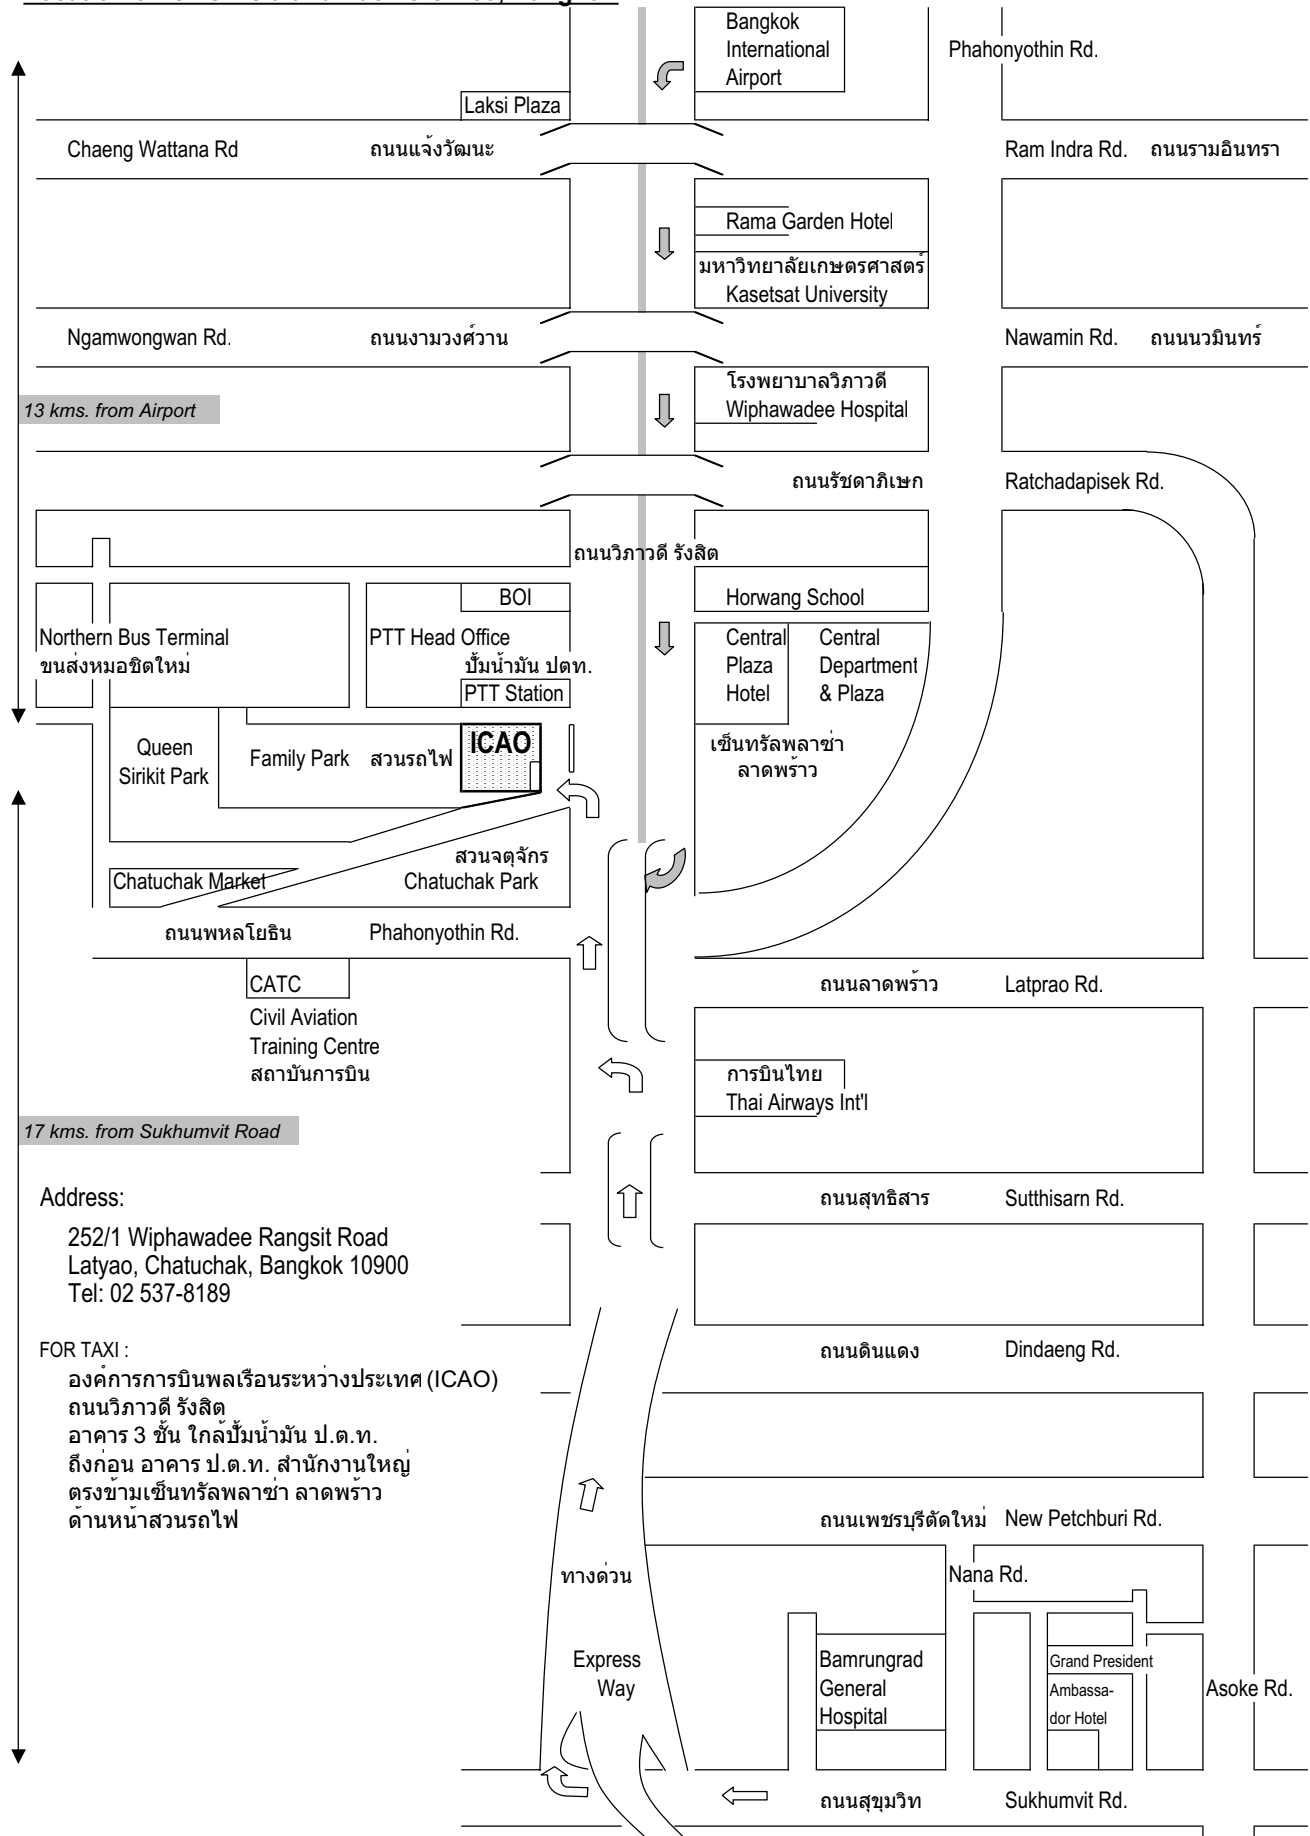 Bangkok
International
Airport
Phahonyothin Rd.
Laksi Plaza
Chaeng Wattana Rd ถนนแจ้งวัฒนะ
Ram Indra Rd. ถนนรามอินทรา
Rama Garden Hotel
มหาวิทยาลัยเกษตรศาสตร์
Kasetsat University
Ngamwongwan Rd. ถนนงามวงศ์วาน
Nawamin Rd. ถนนนวมินทร์
โรงพยาบาลวิภาวดี
Wiphawadee Hospital
13 kms. from Airport
ถนนรัชดาภิเษก Ratchadapisek Rd.
ถนนวิภาวดี รังสิต
BOI
Horwang School
Northern Bus Terminal
ขนส่งหมอชิตใหม่
PTT Head Office
ปั้มน้ำมัน ปตท.
PTT Station
Central
Plaza
Hotel
Central
Department
& Plaza
Queen
Sirikit Park
Family Park สวนรถไฟ
ICAO
เซ็นทรัลพลาซ่า
ลาดพร้าว
สวนจตุจักร
Chatuchak Market
Chatuchak Park
ถนนพหลโยธิน Phahonyothin Rd.
CATC
Civil Aviation
Training Centre
สถาบันการบิน
ถนนลาดพร้าว Latprao Rd.
การบินไทย
Thai Airways Int'l
17 kms. from Sukhumvit Road
Address:
252/1 Wiphawadee Rangsit Road
Latyao, Chatuchak, Bangkok 10900
Tel: 02 537-8189
ถนนสุทธิสาร Sutthisarn Rd.
FOR TAXI :
องค์การการบินพลเรือนระหว่างประเทศ (ICAO)
ถนนวิภาวดี รังสิต
อาคาร 3 ชั้น ใกล้ปั้มน้ำมัน ป.ต.ท.
ถึงก่อน อาคาร ป.ต.ท. สำนักงานใหญ่
ตรงข้ามเซ็นทรัลพลาซ่า ลาดพร้าว
ด้านหน้าสวนรถไฟ
ถนนดินแดง Dindaeng Rd.
ถนนเพชรบุรีตัดใหม่ New Petchburi Rd.
ทางด่วน
Nana Rd.
Express
Way
Bamrungrad
General
Hospital
Grand President
Ambassa-
dor Hotel
Asoke Rd.
ถนนสุขุมวิท Sukhumvit Rd.